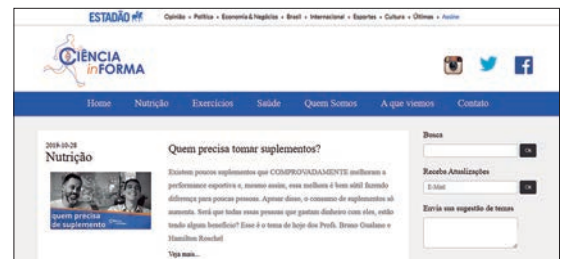 ESTADÃO Opinião • Política • Economia & Negócios • Brasil • Internacional • Esportes • Cultura • Últimas • Assine
CIÊNCIA
inFORMA
Home Nutrição Exercícios Saúde Quem Somos A que viemos Contato
2019-10-28
Nutrição
quem precisa
de suplemento
Quem precisa tomar suplementos?
Existem poucos suplementos que COMPROVADAMENTE melhoram a
performance esportiva e, mesmo assim, essa melhora é bem sútil fazendo
diferença para poucas pessoas. Apesar disso, o consumo de suplementos só
aumenta. Será que todas essas pessoas que gastam dinheiro com eles, estão
tendo algum benefício? Esse é o tema de hoje dos Profs. Bruno Gualano e
Hamilton Roschel
Veja mais...
Busca
Ok
Receba Atualizações
E-Mail
Ok
Envie sua sugestão de temas